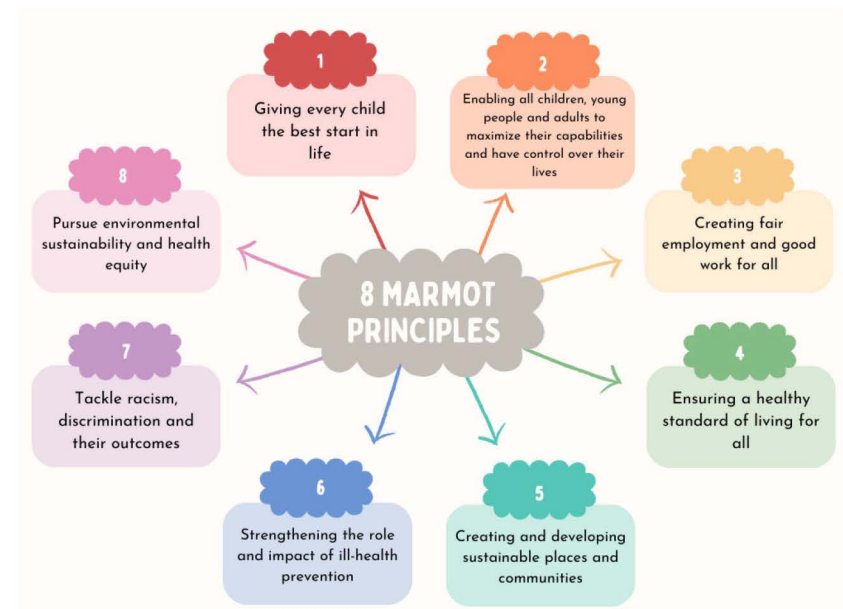 8 MARMOT
PRINCIPLES
1
Giving every child
the best start in
life
2
Enabling all children, young
people and adults to
maximize their capabilities
and have control over their
lives
3
Creating fair
employment and good
work for all
4
Ensuring a healthy
standard of living for
all
5
Creating and developing
sustainable places and
communities
6
Strengthening the role
and impact of ill-health
prevention
7
Tackle racism,
discrimination and
their outcomes
8
Pursue environmental
sustainability and health
equity